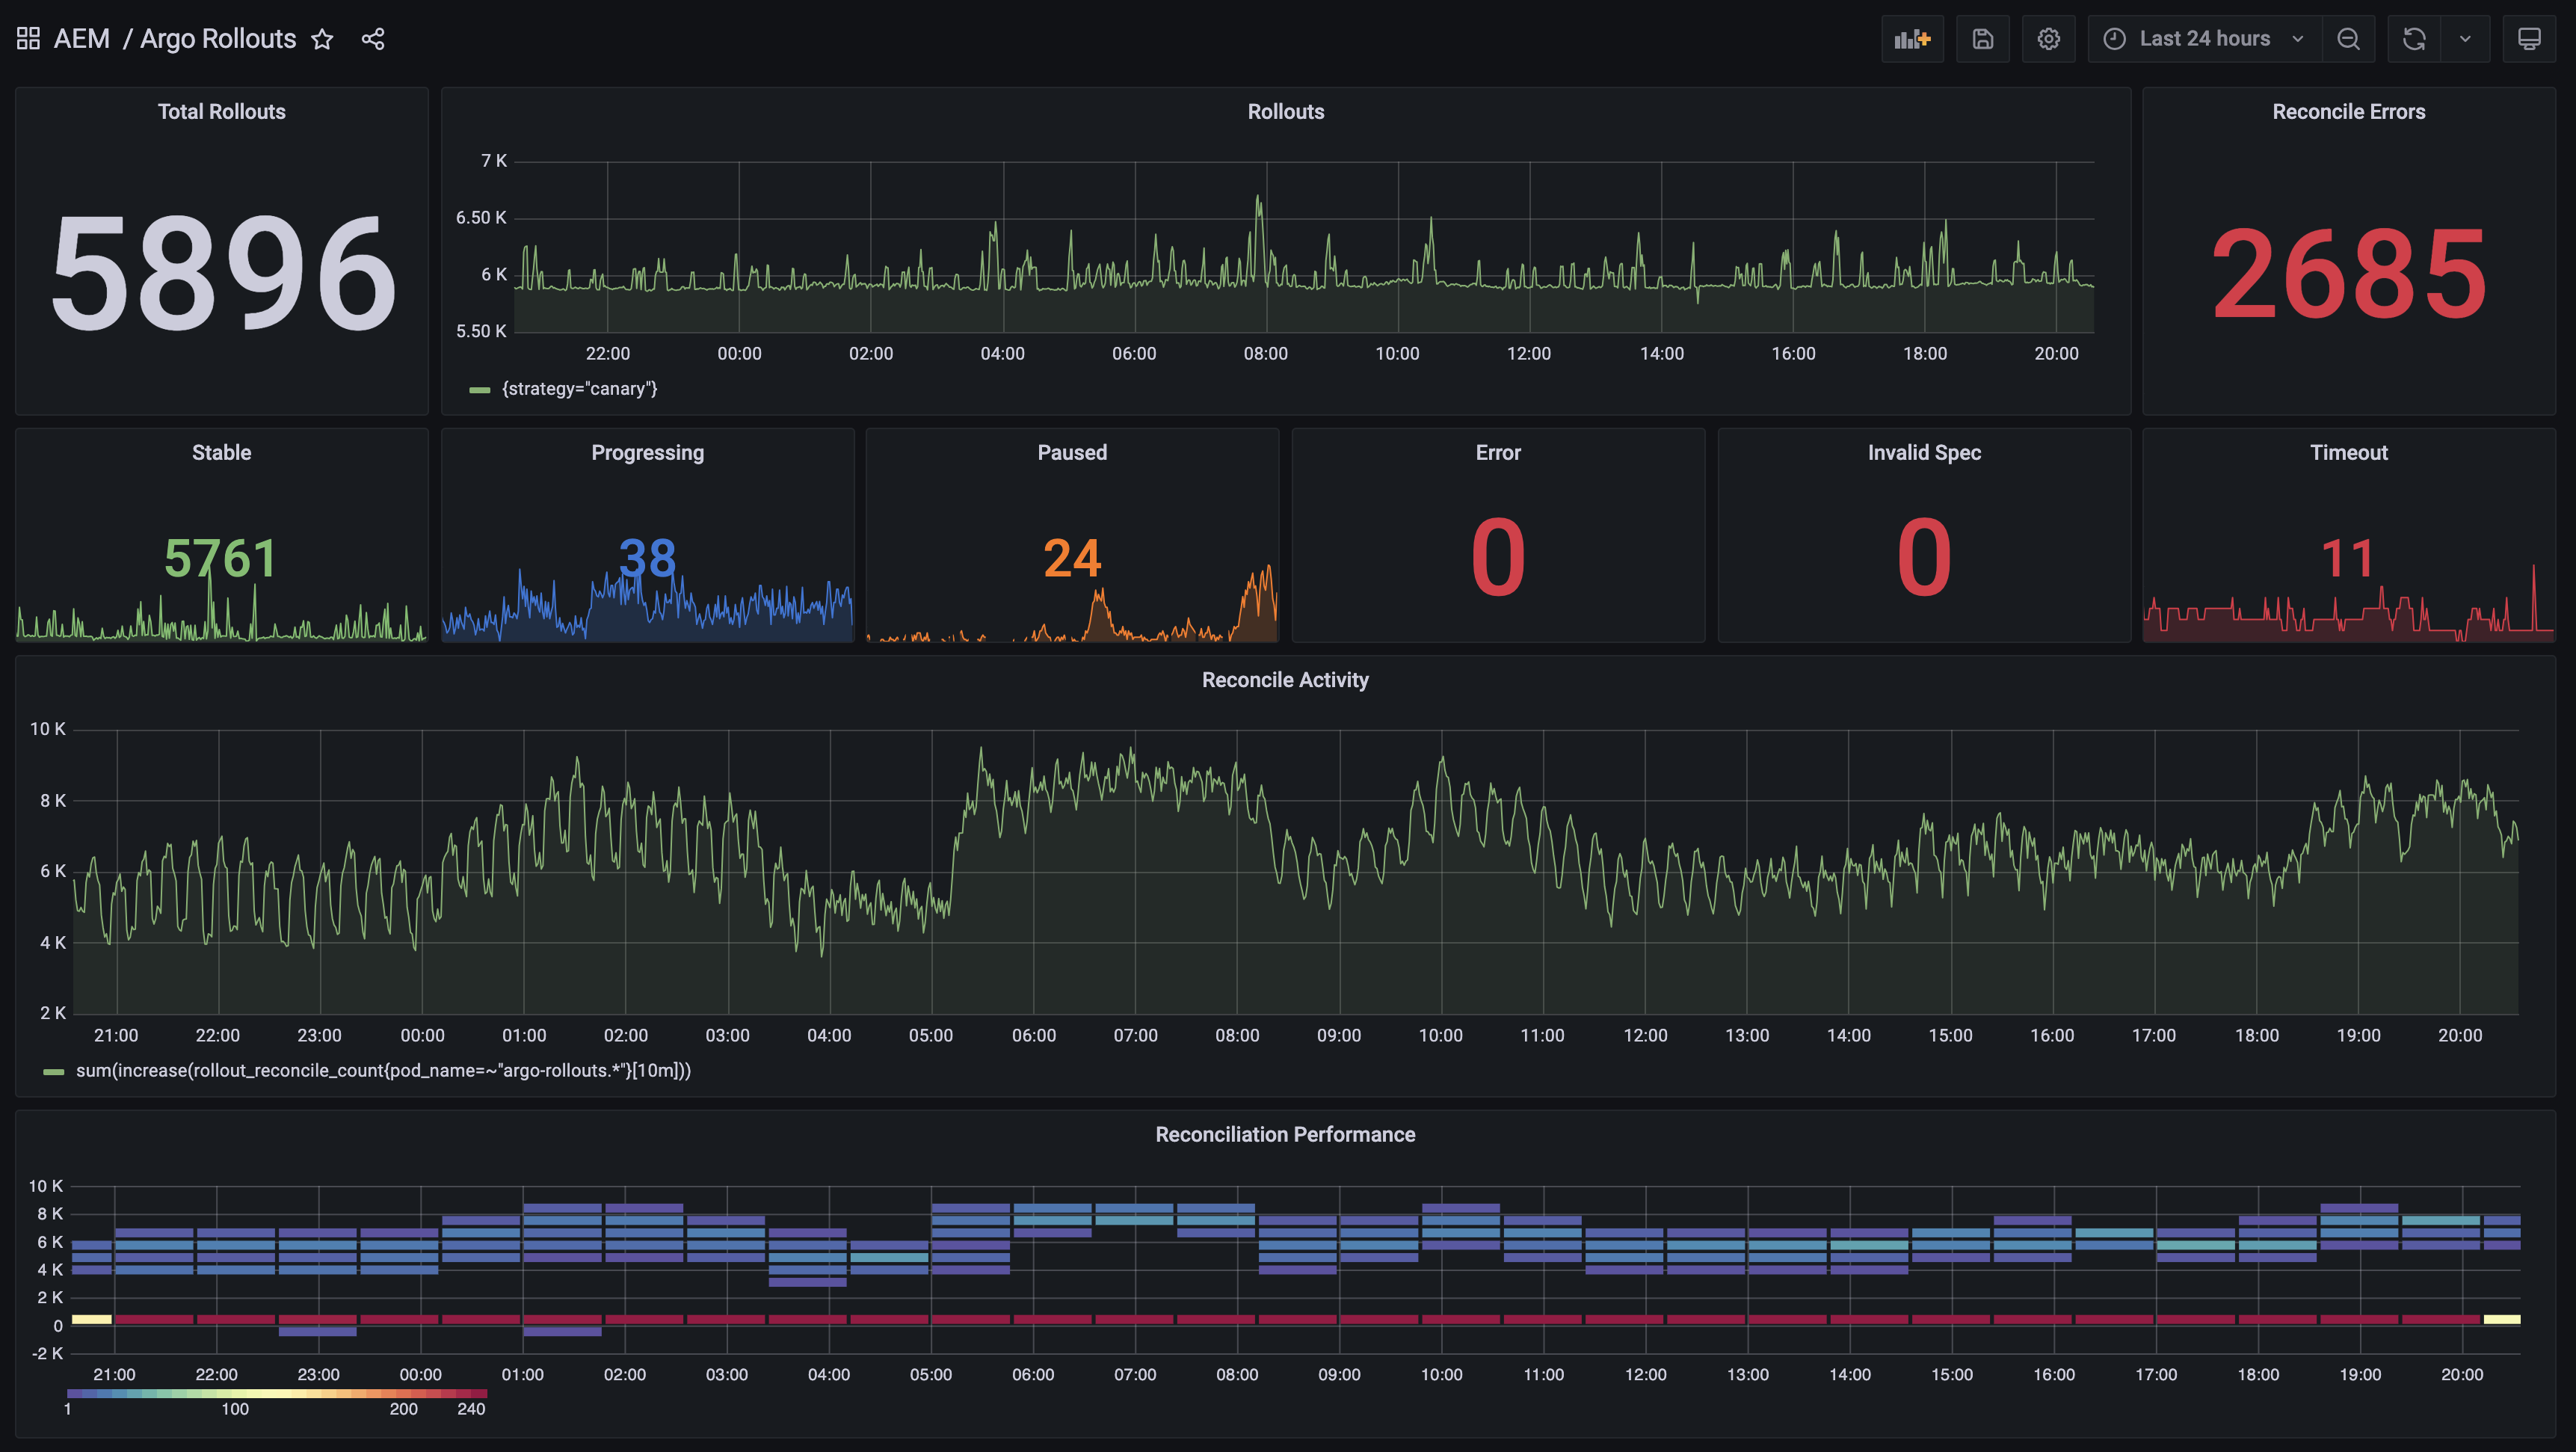 AEM / Argo Rollouts
Last 24 hours
Total Rollouts
5896
Rollouts
7 K
6.50 K
6 K
5.50 K
22:00 00:00 02:00 04:00 06:00 08:00 10:00 12:00 14:00 16:00 18:00 20:00
{strategy="canary"}
Reconcile Errors
2685
Stable
5761
Progressing
38
Paused
24
Error
0
Invalid Spec
0
Timeout
11
Reconcile Activity
10 K
8 K
6 K
4 K
2 K
21:00 22:00 23:00 00:00 01:00 02:00 03:00 04:00 05:00 06:00 07:00 08:00 09:00 10:00 11:00 12:00 13:00 14:00 15:00 16:00 17:00 18:00 19:00 20:00
sum(increase(rollout_reconcile_count{pod_name=~"argo-rollouts.*"}[10m]))
Reconciliation Performance
10 K
8 K
6 K
4 K
2 K
0
-2 K
21:00 22:00 23:00 00:00 01:00 02:00 03:00 04:00 05:00 06:00 07:00 08:00 09:00 10:00 11:00 12:00 13:00 14:00 15:00 16:00 17:00 18:00 19:00 20:00
1 100 200 240